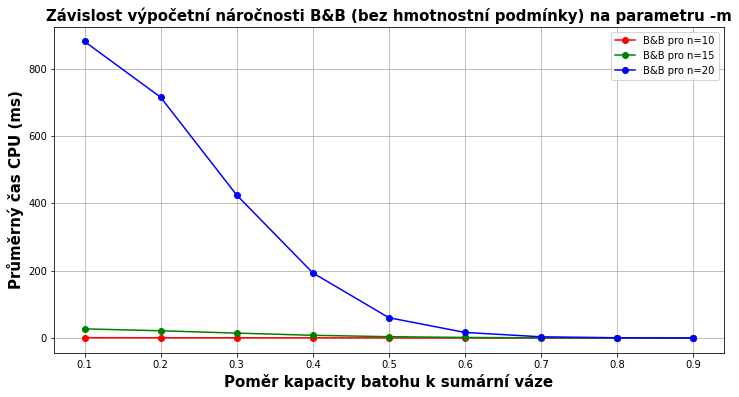 Závislost výpočetní náročnosti B&B (bez hmotnostní podmínky) na parametru -m
B&B pro n=10
B&B pro n=15
B&B pro n=20
Průměrný čas CPU (ms)
800
600
400
200
0
0.1 0.2 0.3 0.4 0.5 0.6 0.7 0.8 0.9
Poměr kapacity batohu k sumární váze